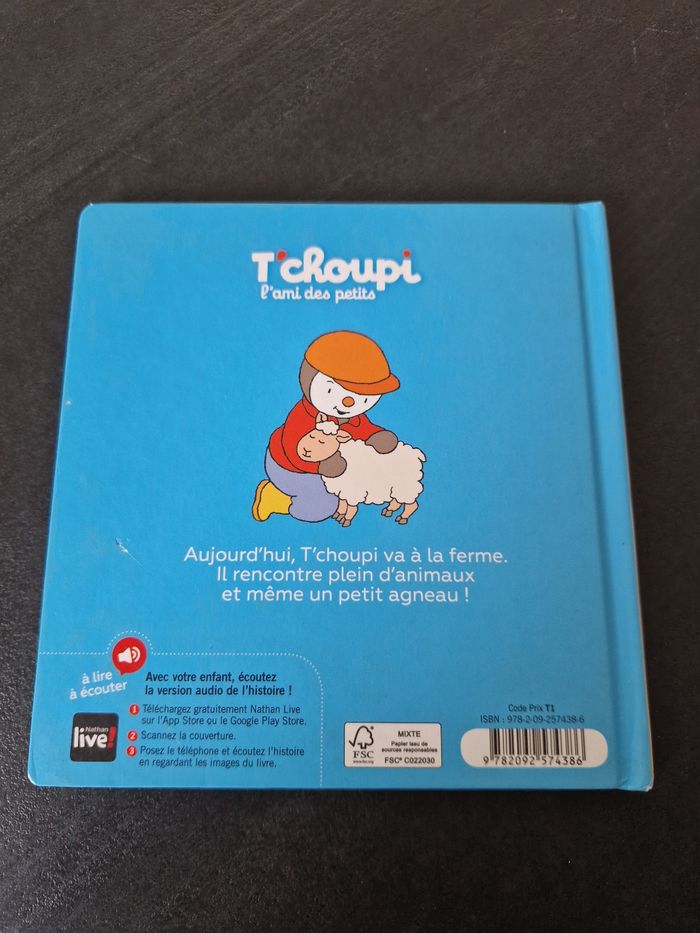 T'choupi
l'ami des petits
Aujourd'hui, T'choupi va à la ferme.
Il rencontre plein d'animaux
et même un petit agneau !
à lire
à écouter
Avec votre enfant, écoutez
la version audio de l'histoire !
1 Téléchargez gratuitement Nathan Live
sur l'App Store ou le Google Play Store.
2 Scannez la couverture.
3 Posez le téléphone et écoutez l'histoire
en regardant les images du livre.
Nathan
live!
FSC
www.fsc.org
MIXTE
Papier issu de
sources responsables
FSC® C022030
Code Prix T1
ISBN : 978-2-09-257438-6
9 782092 574386